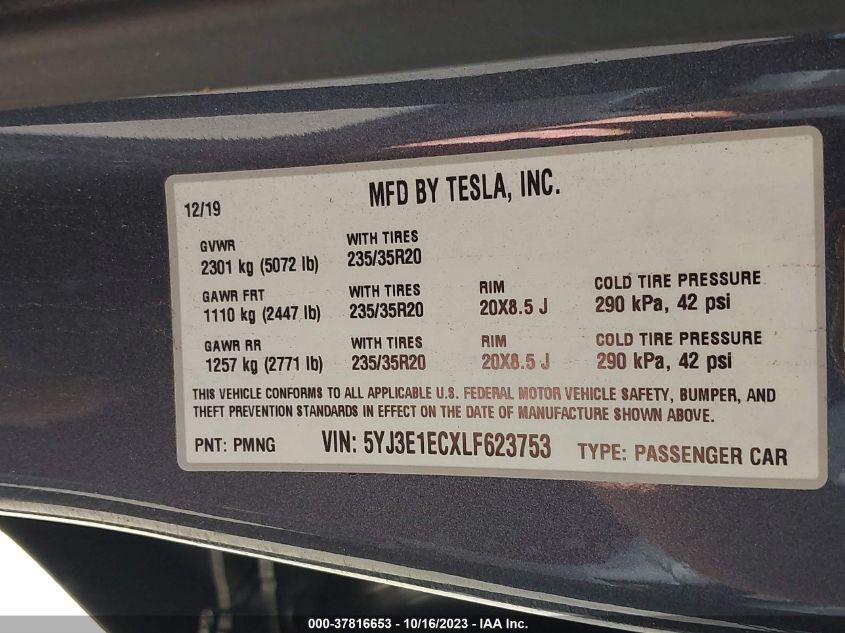 12/19 MFD BY TESLA, INC.
GVWR WITH TIRES
2301 kg (5072 lb) 235/35R20
GAWR FRT WITH TIRES RIM COLD TIRE PRESSURE
1110 kg (2447 lb) 235/35R20 20X8.5 J 290 kPa, 42 psi
GAWR RR WITH TIRES RIM COLD TIRE PRESSURE
1257 kg (2771 lb) 235/35R20 20X8.5 J 290 kPa, 42 psi
THIS VEHICLE CONFORMS TO ALL APPLICABLE U.S. FEDERAL MOTOR VEHICLE SAFETY, BUMPER, AND
THEFT PREVENTION STANDARDS IN EFFECT ON THE DATE OF MANUFACTURE SHOWN ABOVE.
PNT: PMNG VIN: 5YJ3E1ECXLF623753 TYPE: PASSENGER CAR
000-37816653 - 10/16/2023 - IAA Inc.